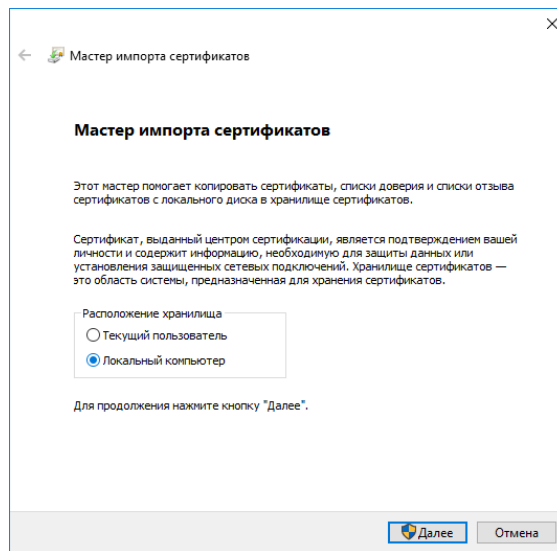 Мастер импорта сертификатов
Мастер импорта сертификатов
Этот мастер помогает копировать сертификаты, списки доверия и списки отзыва
сертификатов с локального диска в хранилище сертификатов.
Сертификат, выданный центром сертификации, является подтверждением вашей
личности и содержит информацию, необходимую для защиты данных или
установления защищенных сетевых подключений. Хранилище сертификатов —
это область системы, предназначенная для хранения сертификатов.
Расположение хранилища
Текущий пользователь
Локальный компьютер
Для продолжения нажмите кнопку "Далее".
Далее
Отмена